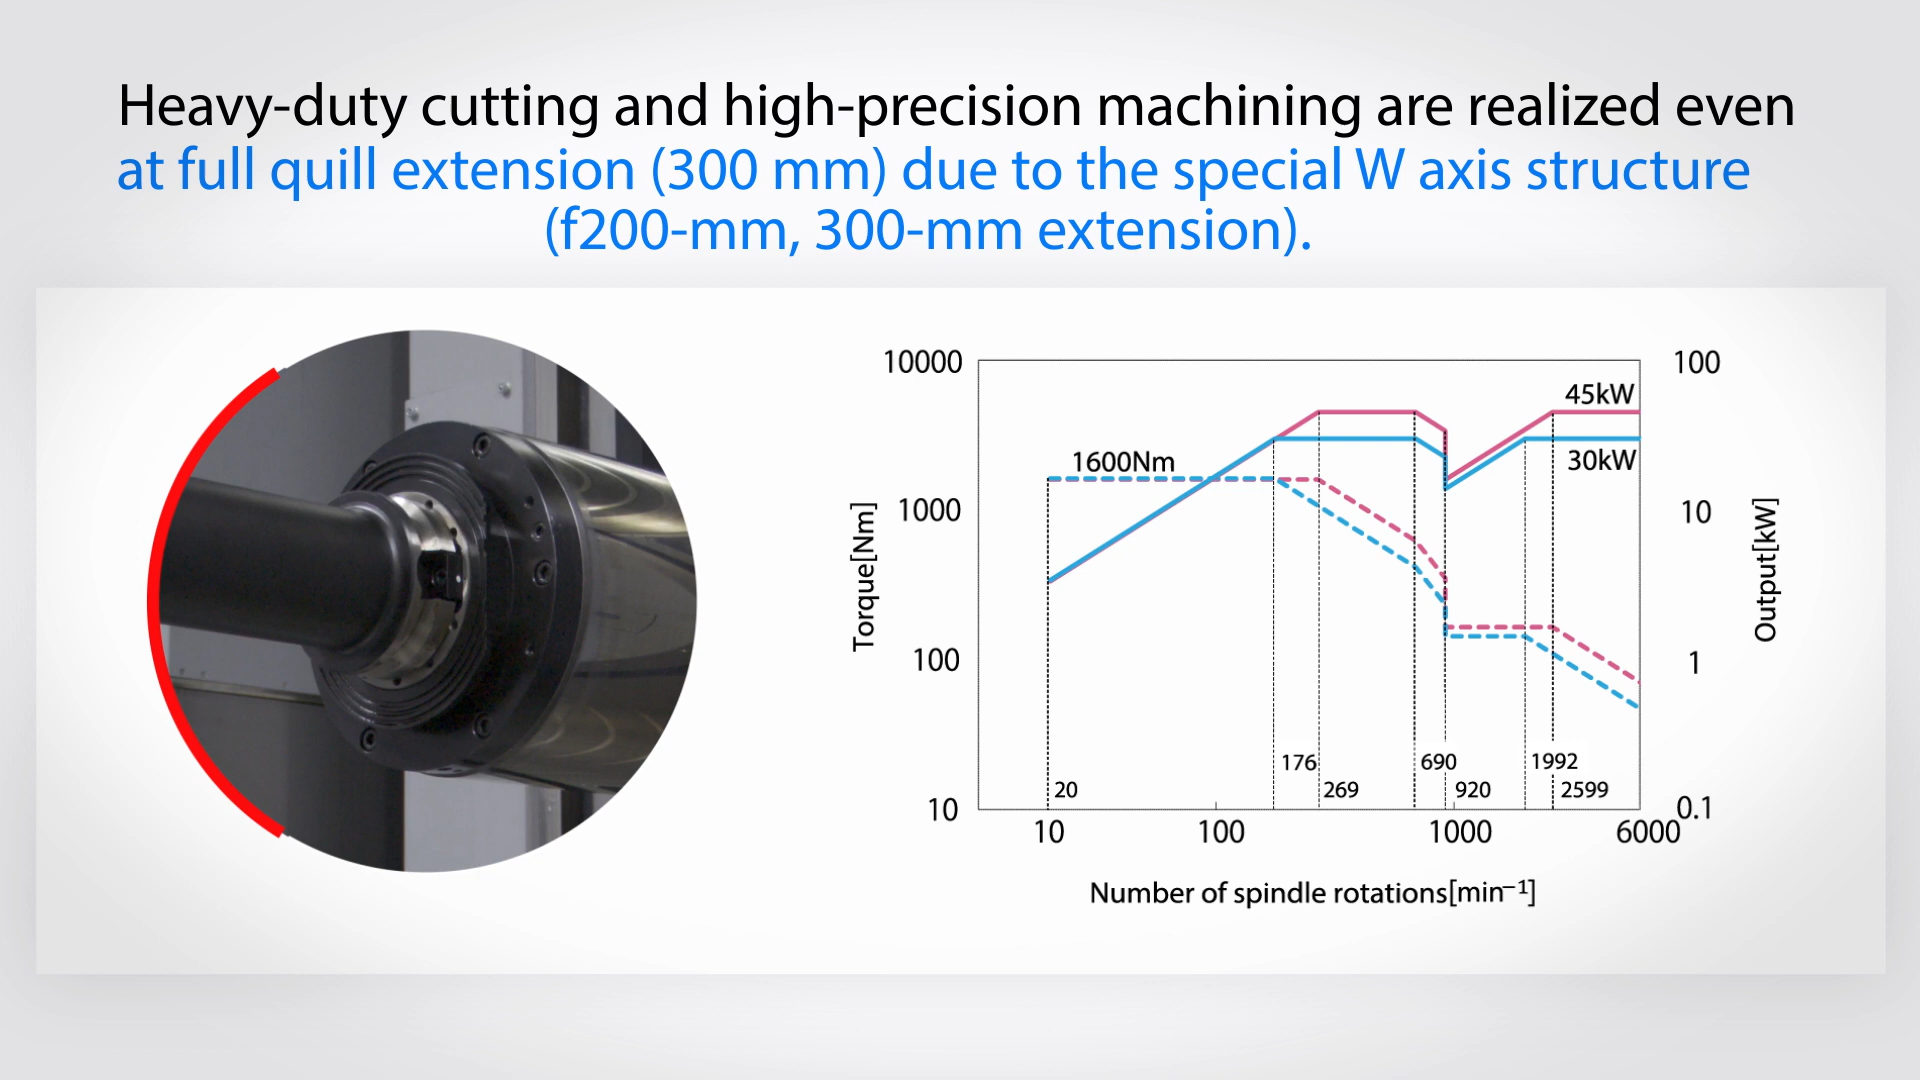 Heavy-duty cutting and high-precision machining are realized even
at full quill extension (300 mm) due to the special W axis structure
(f200-mm, 300-mm extension).
10000
1000
100
10
Torque[Nm]
1600Nm
45kW
30kW
100
10
1
0.1
Output[kW]
176
690
1992
20
269
920
2599
10
100
1000
6000
Number of spindle rotations[min⁻¹]